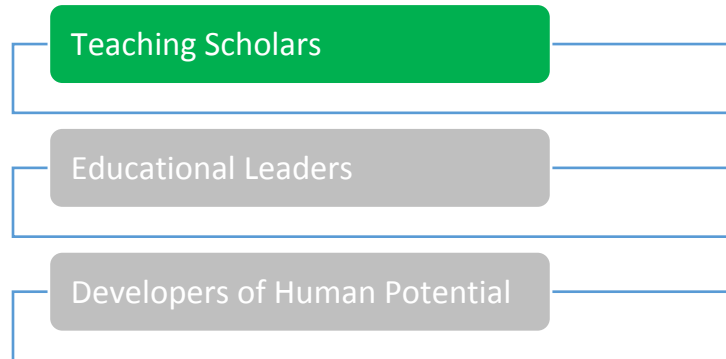 Teaching Scholars
Educational Leaders
Developers of Human Potential